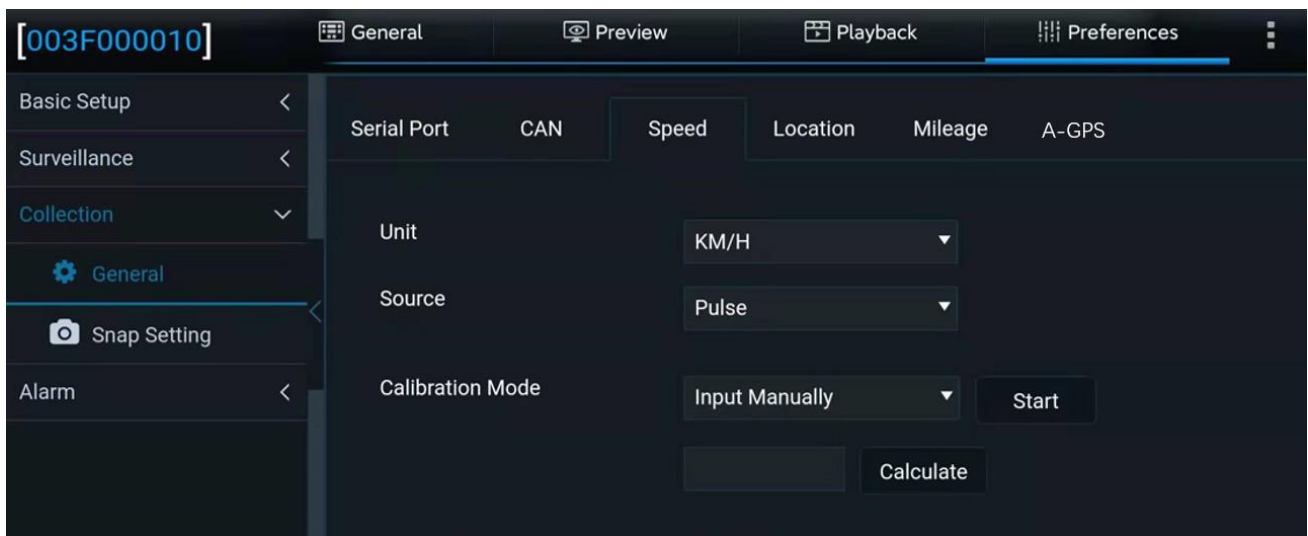 [003F000010]
General
Preview
Playback
Preferences
Basic Setup
Surveillance
Collection
General
Snap Setting
Alarm
Serial Port
CAN
Speed
Location
Mileage
A-GPS
Unit
KM/H
Source
Pulse
Calibration Mode
Input Manually
Start
Calculate